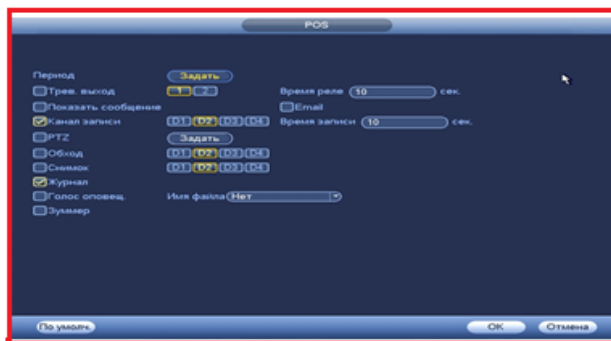 POS
Период Задать
Трев. выход 1 2 Время реле 10 сек.
Показать сообщение Email
Канал записи D1 D2 D3 D4 Время записи 10 сек.
PTZ Задать
Обход D1 D2 D3 D4
Снимок D1 D2 D3 D4
Журнал
Голос оповещ. Имя файла Нет
Зуммер
По умолч. OK Отмена